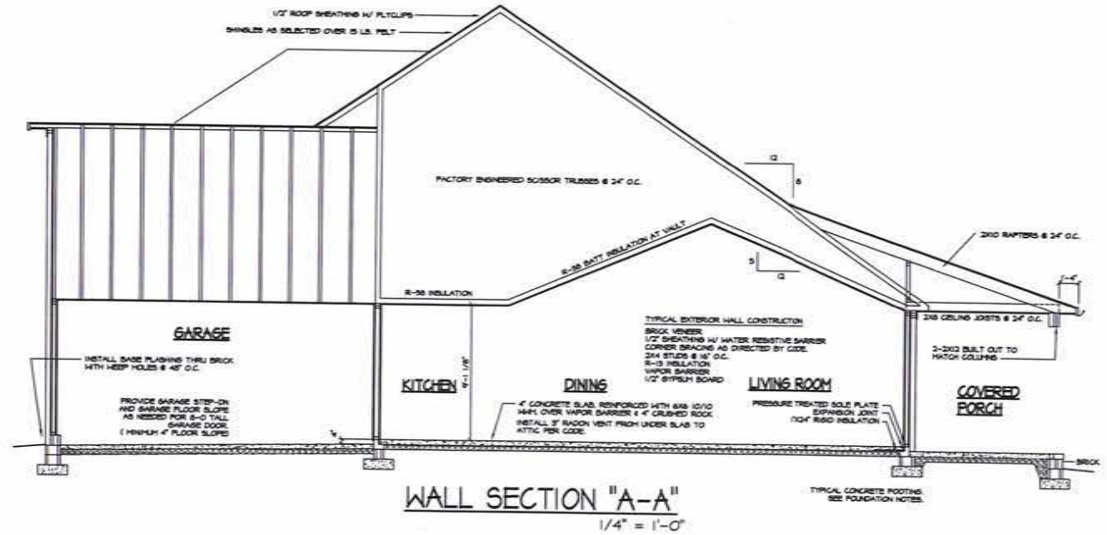 1/2" ROOF SHEATHING W/ PLYCLIPS
SHINGLES AS SELECTED OVER 15 LB. FELT
12
8
FACTORY ENGINEERED SCISSOR TRUSSES @ 24" O.C.
2X10 RAFTERS @ 24" O.C.
R-38 BATT INSULATION AT VAULT
5
12
1'-4"
R-38 INSULATION
2X8 CEILING JOISTS @ 24" O.C.
GARAGE
TYPICAL EXTERIOR WALL CONSTRUCTION
BRICK VENEER
1/2" SHEATHING W/ WATER RESISTIVE BARRIER
CORNER BRACING AS DIRECTED BY CODE.
2X4 STUDS @ 16" O.C.
R-13 INSULATION
VAPOR BARRIER
1/2" GYPSUM BOARD
2-2X12 BUILT OUT TO
MATCH COLUMNS
INSTALL BASE FLASHING THRU BRICK
WITH WEEP HOLES @ 48" O.C.
9'-1 1/8"
KITCHEN
DINING
LIVING ROOM
COVERED
PORCH
PROVIDE GARAGE STEP-DN
AND GARAGE FLOOR SLOPE
AS NEEDED FOR 8-0 TALL
GARAGE DOOR.
( MINIMUM 4" FLOOR SLOPE)
4"
4" CONCRETE SLAB, REINFORCED WITH 6X6 10/10
WWM. OVER VAPOR BARRIER & 4" CRUSHED ROCK
INSTALL 3" RADON VENT FROM UNDER SLAB TO
ATTIC PER CODE.
PRESSURE TREATED SOLE PLATE
EXPANSION JOINT
1"X24" RIGID INSULATION
BRICK
TYPICAL CONCRETE FOOTING.
SEE FOUNDATION NOTES.
WALL SECTION "A-A"
1/4" = 1'-0"